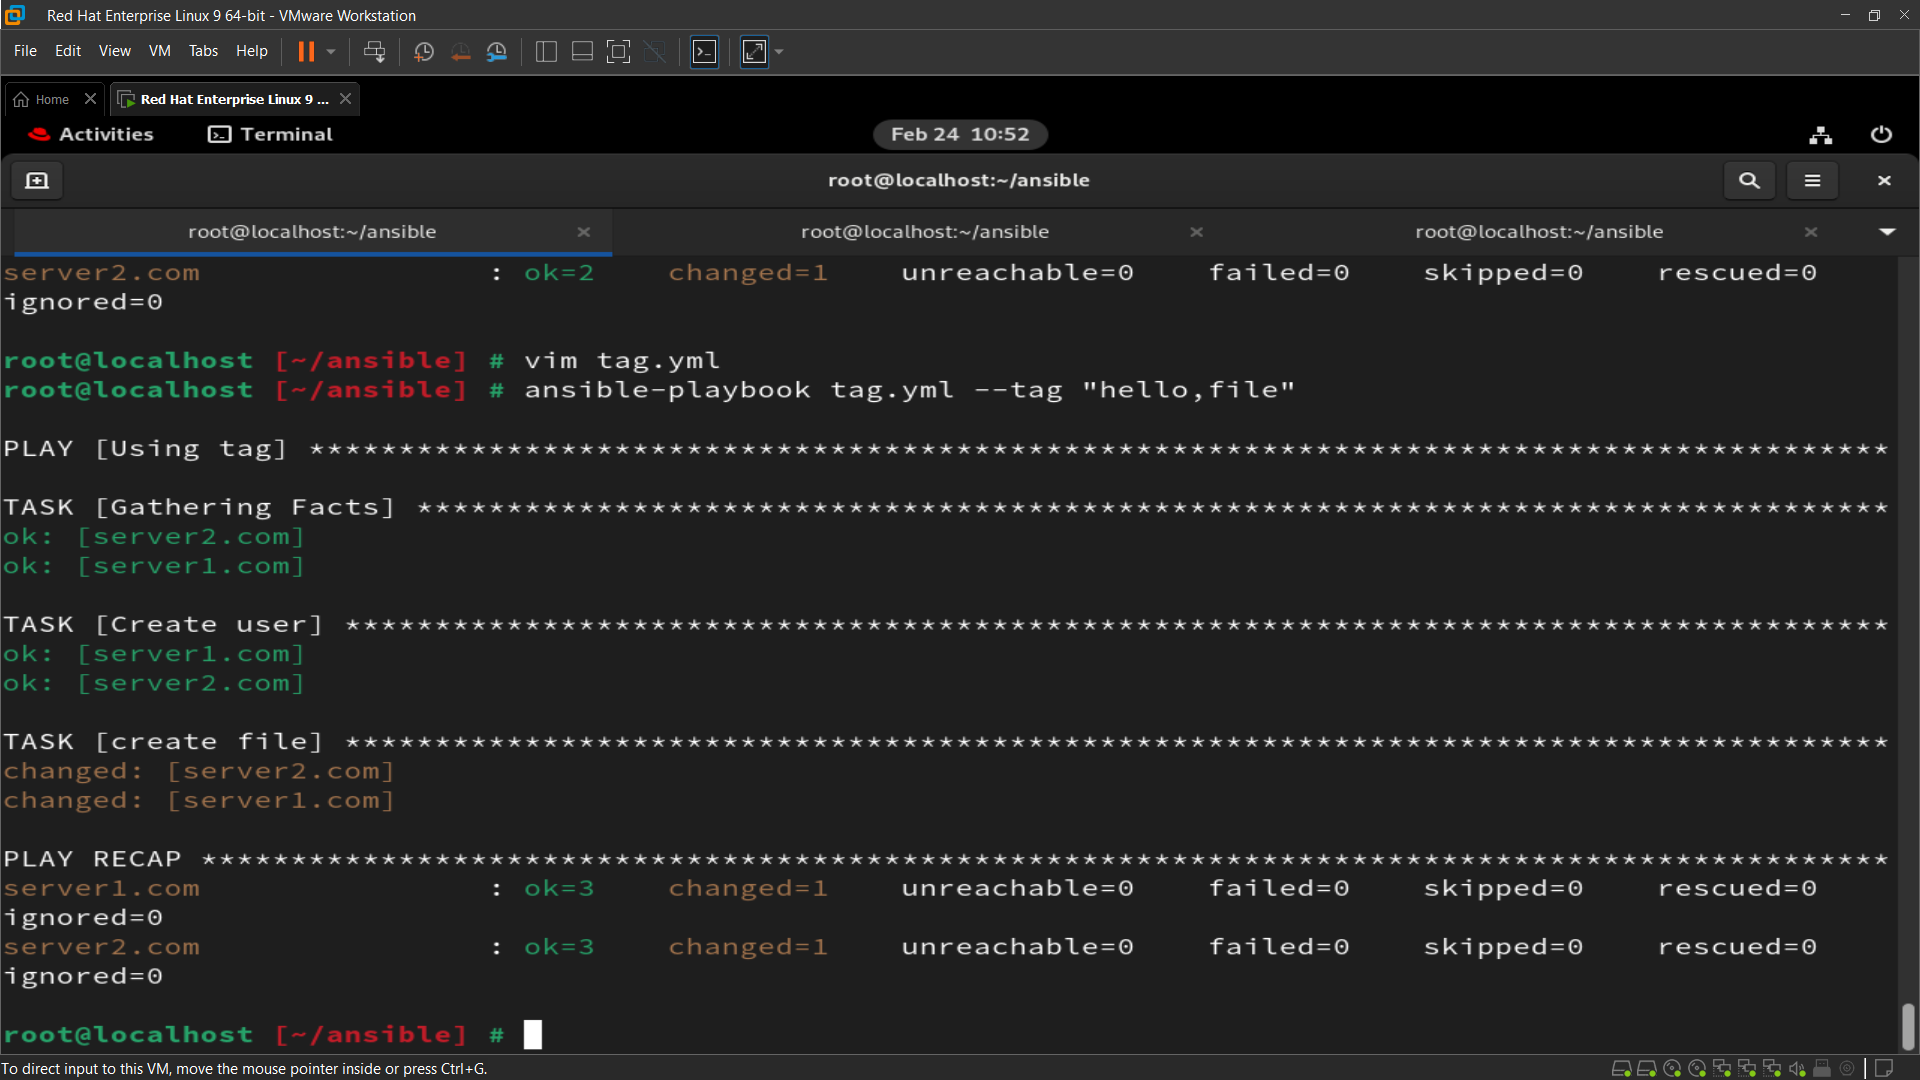 Red Hat Enterprise Linux 9 64-bit - VMware Workstation
File Edit View VM Tabs Help
Home
Red Hat Enterprise Linux 9 ...
Activities Terminal Feb 24 10:52
root@localhost:~/ansible
root@localhost:~/ansible root@localhost:~/ansible root@localhost:~/ansible
server2.com : ok=2 changed=1 unreachable=0 failed=0 skipped=0 rescued=0
ignored=0
root@localhost [~/ansible] # vim tag.yml
root@localhost [~/ansible] # ansible-playbook tag.yml --tag "hello,file"
PLAY [Using tag] ****************************************************************************************
TASK [Gathering Facts] **********************************************************************************
ok: [server2.com]
ok: [server1.com]
TASK [Create user] **************************************************************************************
ok: [server1.com]
ok: [server2.com]
TASK [create file] **************************************************************************************
changed: [server2.com]
changed: [server1.com]
PLAY RECAP **********************************************************************************************
server1.com : ok=3 changed=1 unreachable=0 failed=0 skipped=0 rescued=0
ignored=0
server2.com : ok=3 changed=1 unreachable=0 failed=0 skipped=0 rescued=0
ignored=0
root@localhost [~/ansible] #
To direct input to this VM, move the mouse pointer inside or press Ctrl+G.